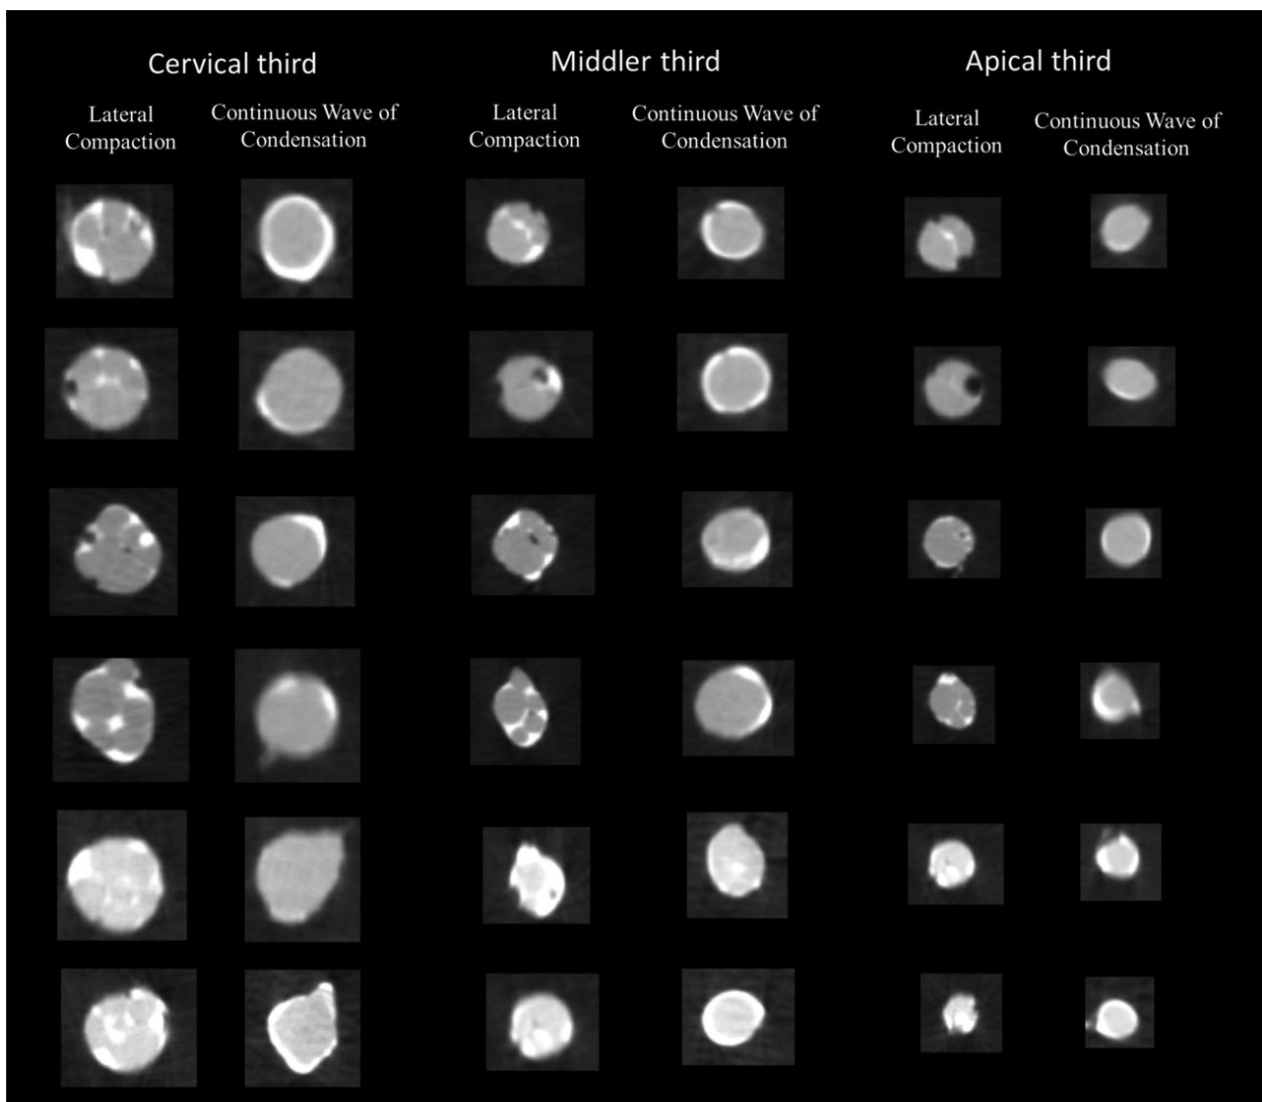 Cervical third
Middler third
Apical third
Lateral
Compaction
Continuous Wave of
Condensation
Lateral
Compaction
Continuous Wave of
Condensation
Lateral
Compaction
Continuous Wave of
Condensation